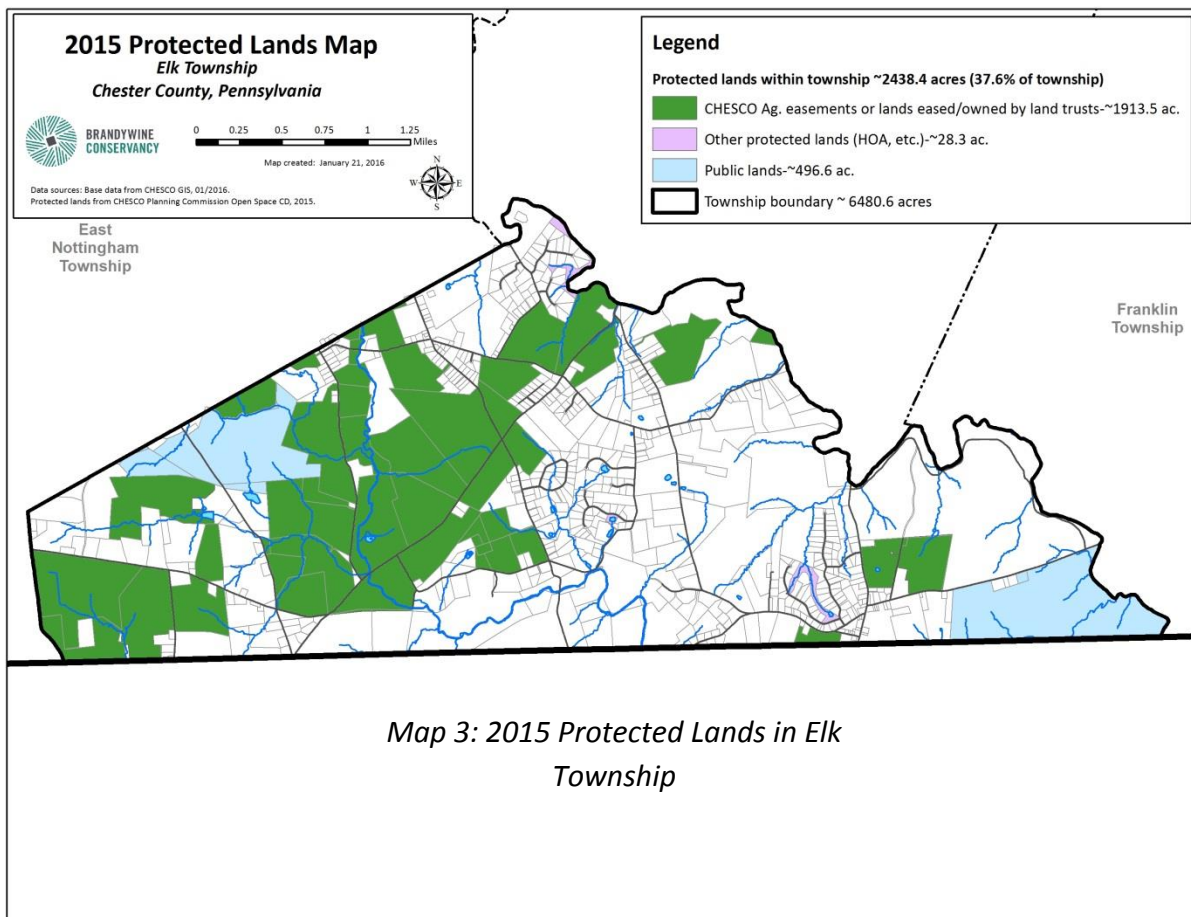 2015 Protected Lands Map
Elk Township
Chester County, Pennsylvania
BRANDYWINE
CONSERVANCY
0 0.25 0.5 0.75 1 1.25
Miles
Map created: January 21, 2016
N
W E
S
Data sources: Base data from CHESCO GIS, 01/2016.
Protected lands from CHESCO Planning Commission Open Space CD, 2015.
Legend
Protected lands within township ~2438.4 acres (37.6% of township)
CHESCO Ag. easements or lands eased/owned by land trusts-~1913.5 ac.
Other protected lands (HOA, etc.)-~28.3 ac.
Public lands-~496.6 ac.
Township boundary ~ 6480.6 acres
East
Nottingham
Township
Franklin
Township
Map 3: 2015 Protected Lands in Elk
Township